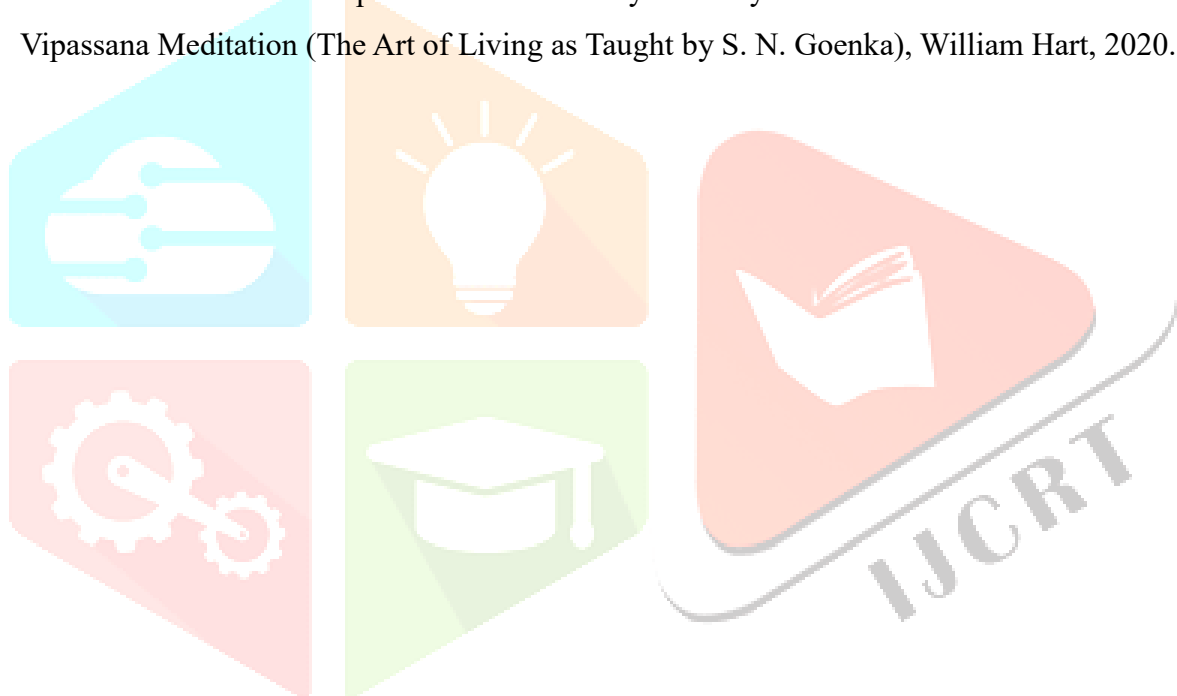 Vipassana Meditation (The Art of Living as Taught by S. N. Goenka), William Hart, 2020.
IJCRT